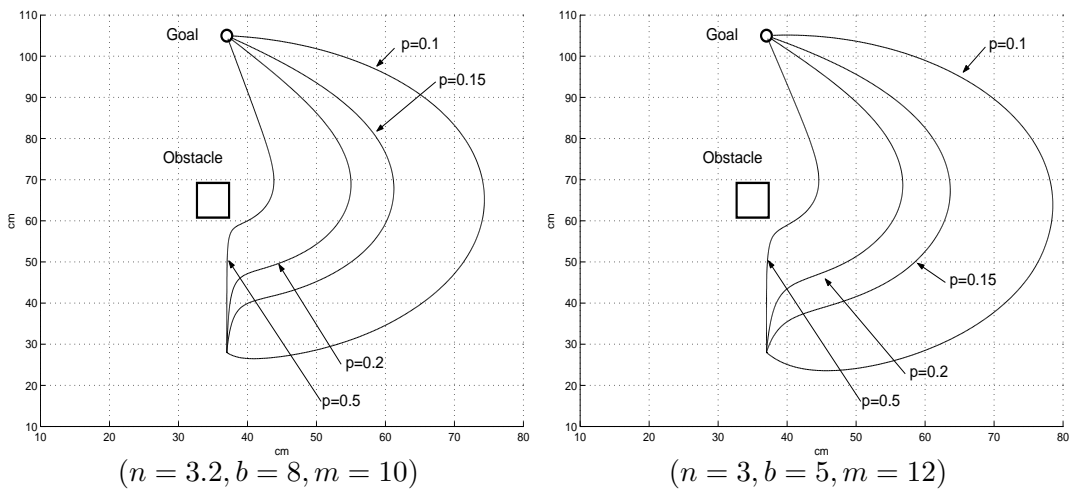 110
100
90
80
70
60
50
40
30
20
10
cm
10 20 30 40 50 60 70 80
cm
Goal
Obstacle
p=0.1
p=0.15
p=0.2
p=0.5
(n = 3.2, b = 8, m = 10)
110
100
90
80
70
60
50
40
30
20
10
cm
10 20 30 40 50 60 70 80
cm
Goal
Obstacle
p=0.1
p=0.15
p=0.2
p=0.5
(n = 3, b = 5, m = 12)